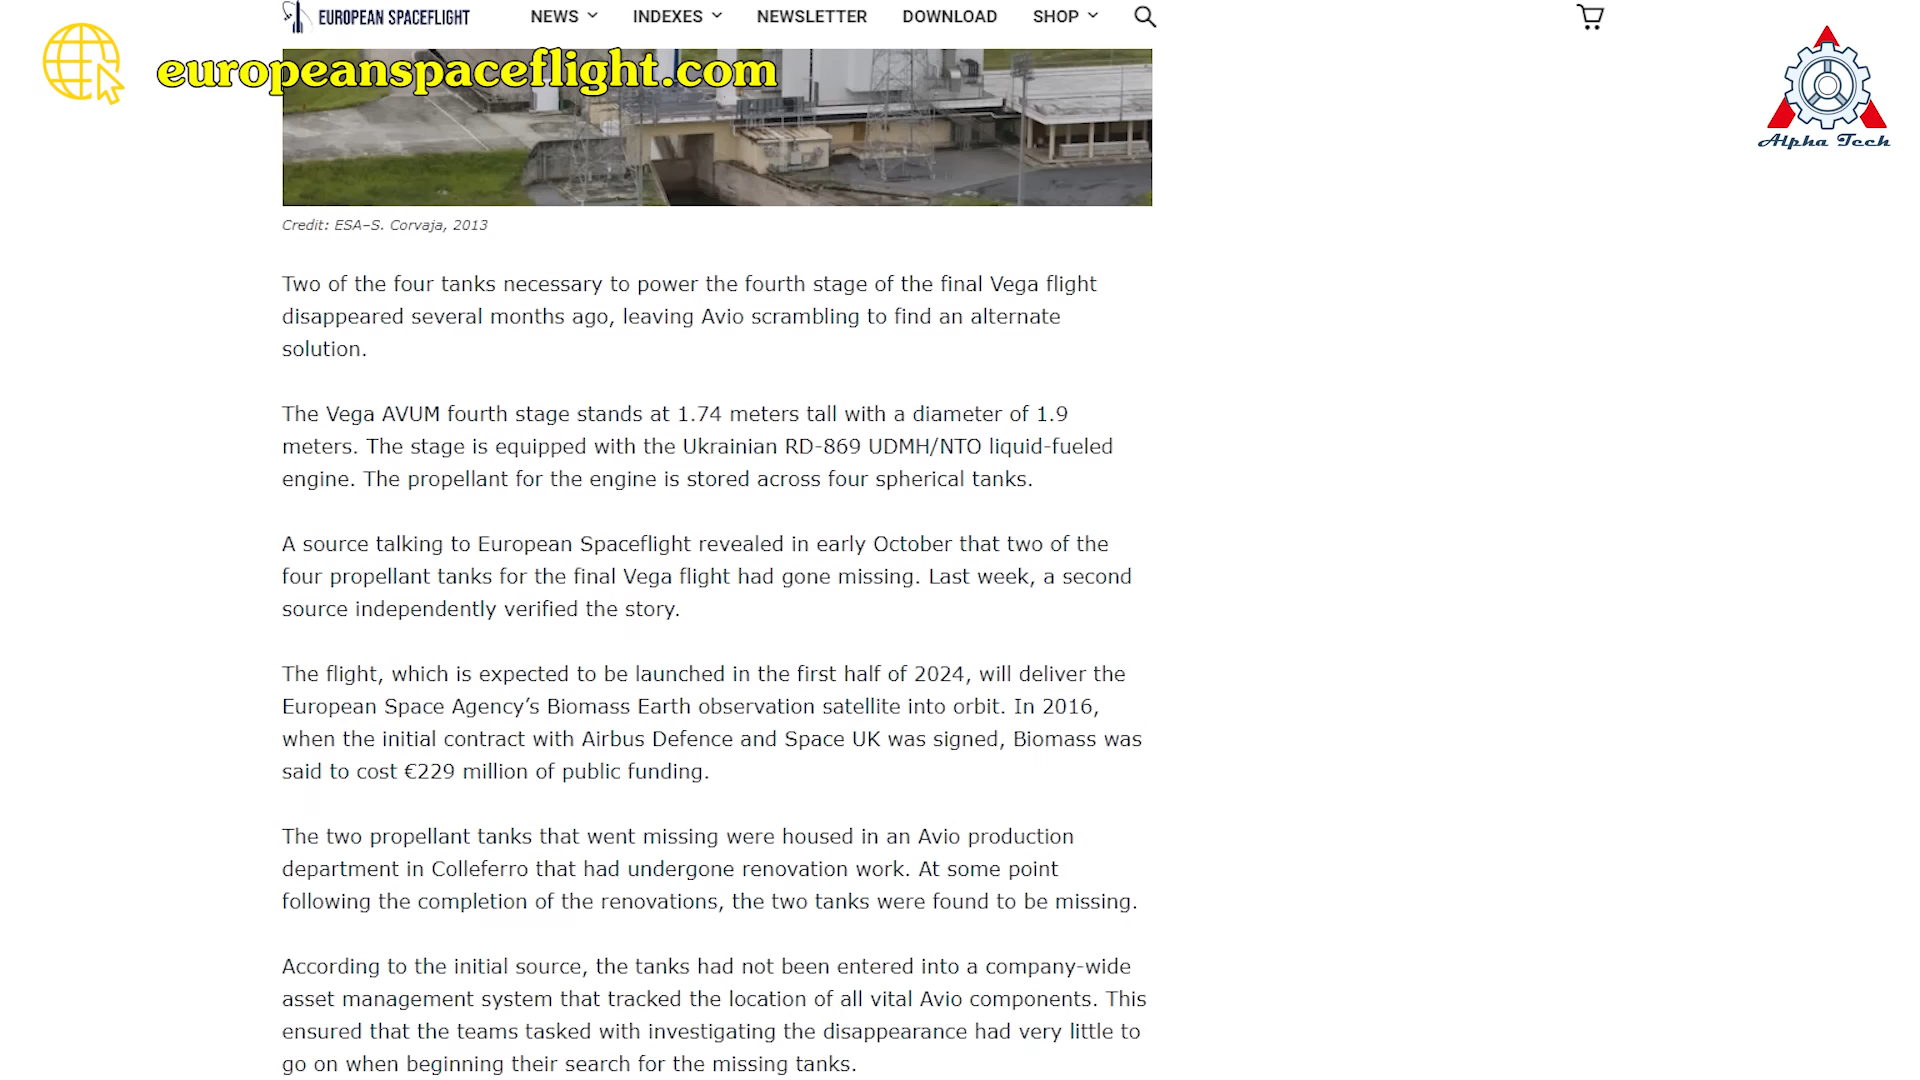 EUROPEAN SPACEFLIGHT NEWS INDEXES NEWSLETTER DOWNLOAD SHOP
europeanspaceflight.com
Alpha Tech
Credit: ESA–S. Corvaja, 2013
Two of the four tanks necessary to power the fourth stage of the final Vega flight
disappeared several months ago, leaving Avio scrambling to find an alternate
solution.
The Vega AVUM fourth stage stands at 1.74 meters tall with a diameter of 1.9
meters. The stage is equipped with the Ukrainian RD-869 UDMH/NTO liquid-fueled
engine. The propellant for the engine is stored across four spherical tanks.
A source talking to European Spaceflight revealed in early October that two of the
four propellant tanks for the final Vega flight had gone missing. Last week, a second
source independently verified the story.
The flight, which is expected to be launched in the first half of 2024, will deliver the
European Space Agency’s Biomass Earth observation satellite into orbit. In 2016,
when the initial contract with Airbus Defence and Space UK was signed, Biomass was
said to cost €229 million of public funding.
The two propellant tanks that went missing were housed in an Avio production
department in Colleferro that had undergone renovation work. At some point
following the completion of the renovations, the two tanks were found to be missing.
According to the initial source, the tanks had not been entered into a company-wide
asset management system that tracked the location of all vital Avio components. This
ensured that the teams tasked with investigating the disappearance had very little to
go on when beginning their search for the missing tanks.